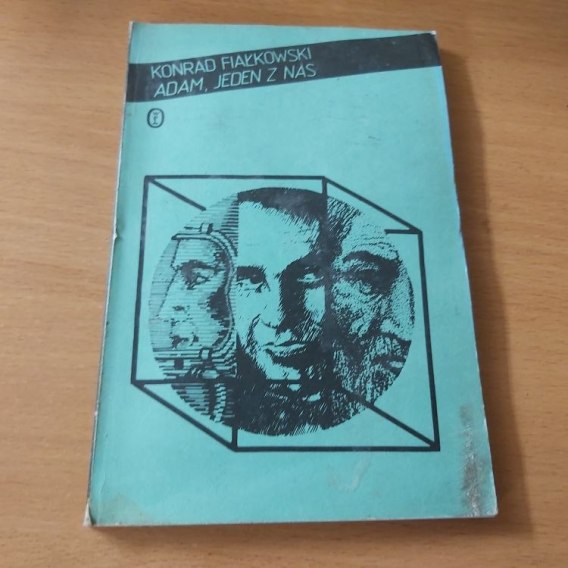 KONRAD FIAŁKOWSKI
ADAM, JEDEN Z NAS